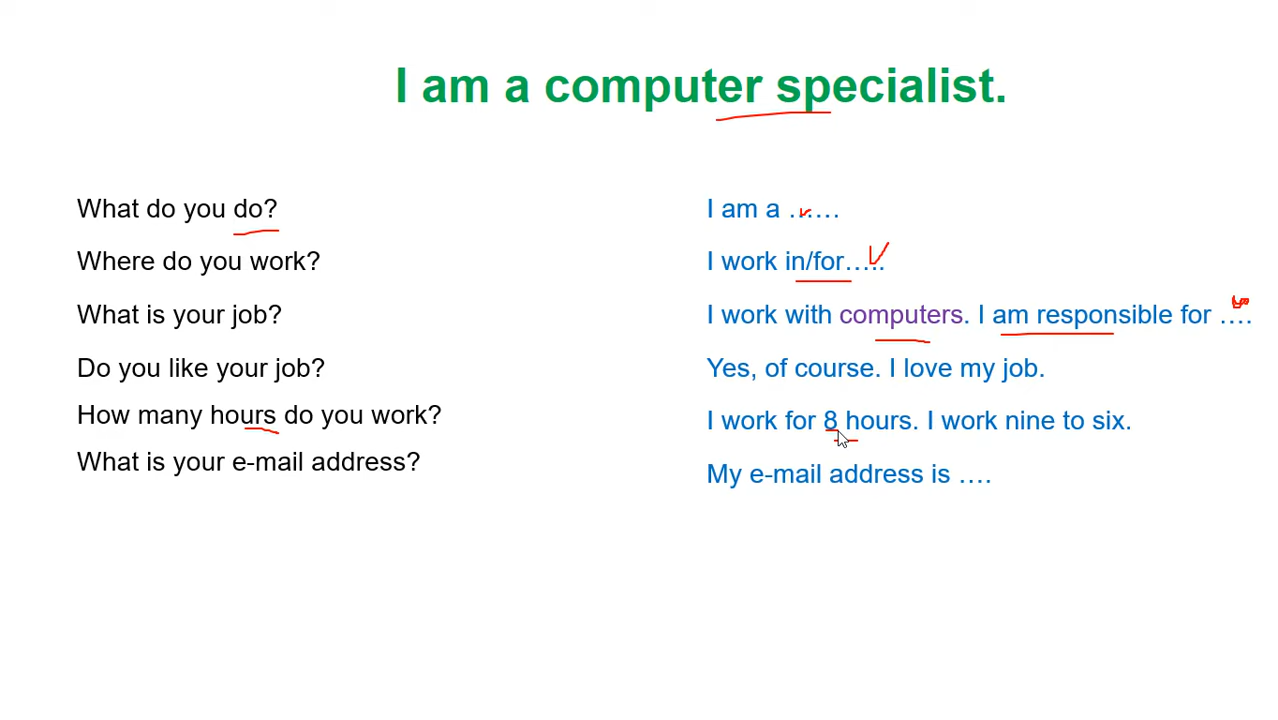 I am a computer specialist.
What do you do?
I am a ......
Where do you work?
I work in/for…..
What is your job?
I work with computers. I am responsible for ….
Do you like your job?
Yes, of course. I love my job.
How many hours do you work?
I work for 8 hours. I work nine to six.
What is your e-mail address?
My e-mail address is ….